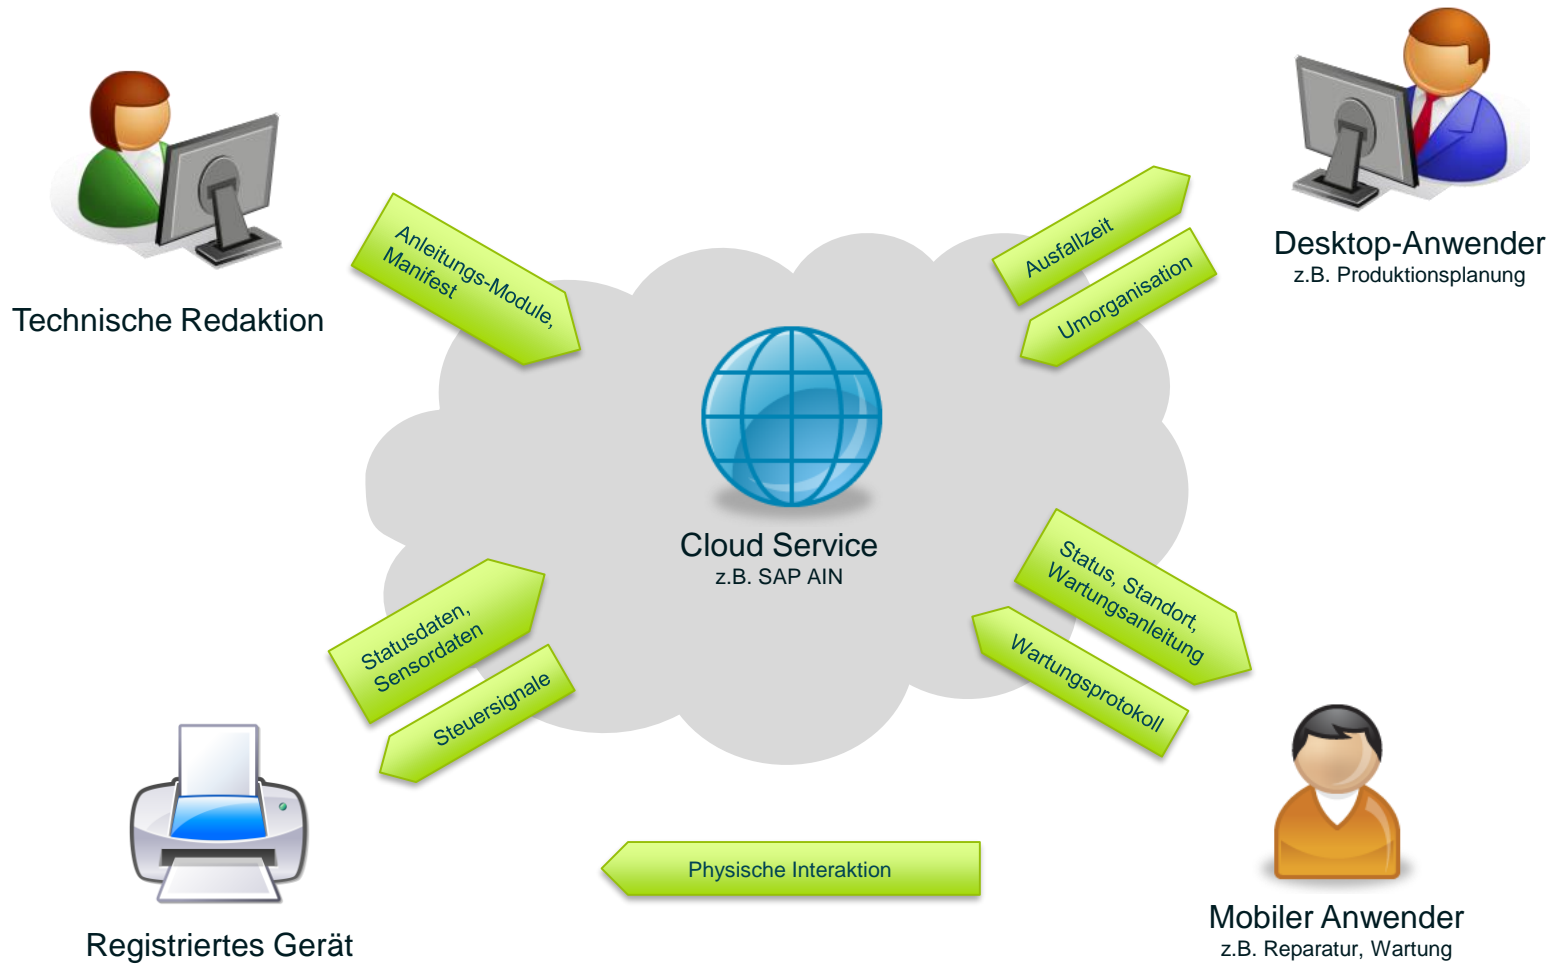 Technische Redaktion
Anleitungs-Module,
Manifest
Ausfallzeit
Umorganisation
Desktop-Anwender
z.B. Produktionsplanung
Cloud Service
z.B. SAP AIN
Statusdaten,
Sensordaten
Steuersignale
Status, Standort,
Wartungsanleitung
Wartungsprotokoll
Physische Interaktion
Registriertes Gerät
Mobiler Anwender
z.B. Reparatur, Wartung